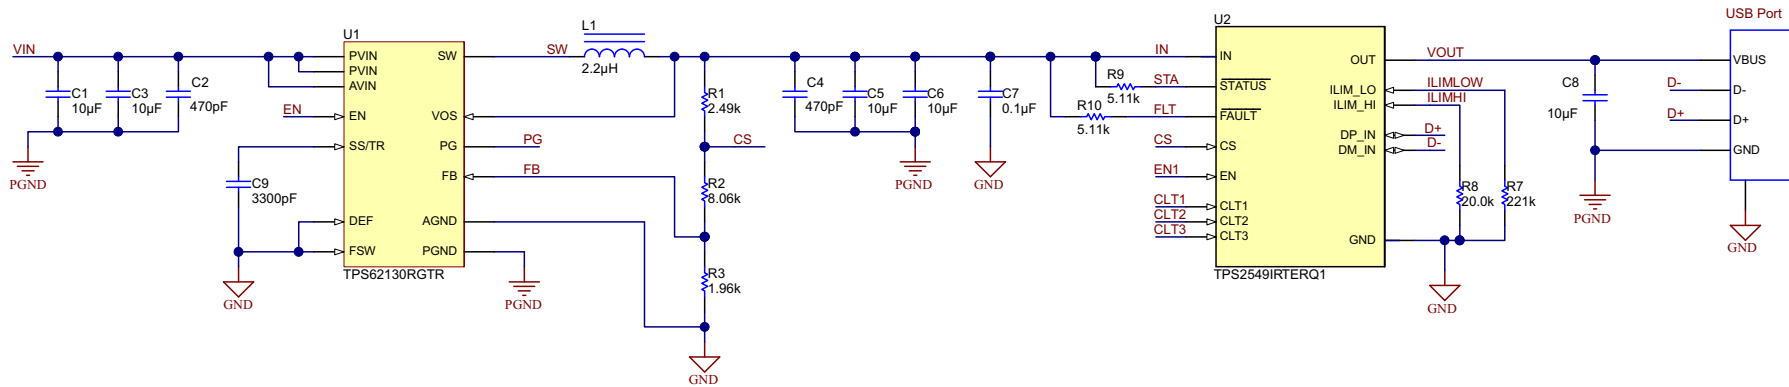 VIN
C1
10µF
C3
10µF
C2
470pF
PGND
EN
C9
3300pF
GND
U1
PVIN
PVIN
AVIN
EN
SS/TR
DEF
FSW
SW
VOS
PG
FB
AGND
PGND
TPS62130RGTR
SW
L1
2.2µH
PG
FB
PGND
R1
2.49k
CS
R2
8.06k
R3
1.96k
GND
C4
470pF
C5
10µF
C6
10µF
PGND
C7
0.1µF
GND
R9
5.11k
R10
5.11k
IN
STA
FLT
CS
EN1
CLT1
CLT2
CLT3
U2
IN
STATUS
FAULT
CS
EN
CLT1
CLT2
CLT3
OUT
ILIM_LO
ILIM_HI
DP_IN
DM_IN
GND
TPS2549IRTERQ1
VOUT
ILIMLOW
ILIMHI
D+
D-
R8
20.0k
R7
221k
GND
C8
10µF
PGND
USB Port
D-
D+
VBUS
D-
D+
GND
GND